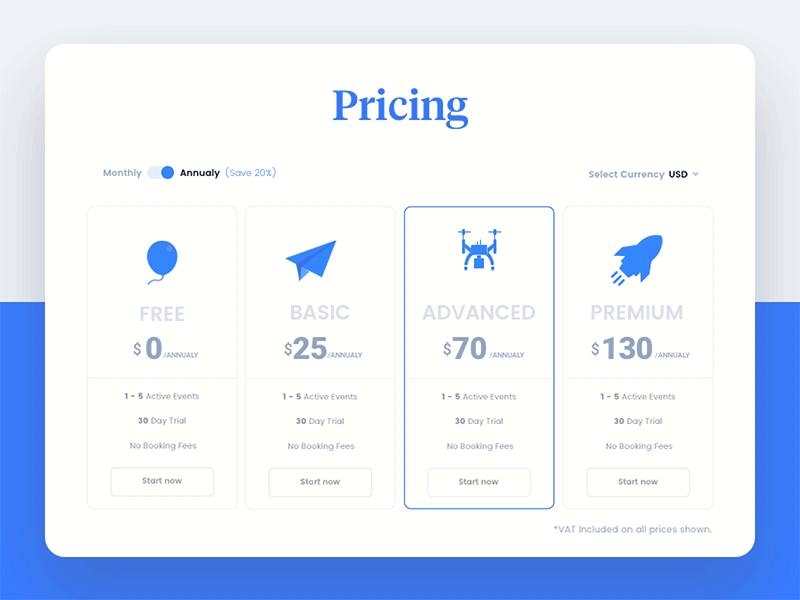 Pricing
Monthly Annualy (Save 20%)
Select Currency USD
FREE
$0/ANNUALY
1 - 5 Active Events
30 Day Trial
No Booking Fees
Start now
BASIC
$25/ANNUALY
1 - 5 Active Events
30 Day Trial
No Booking Fees
Start now
ADVANCED
$70/ANNUALY
1 - 5 Active Events
30 Day Trial
No Booking Fees
Start now
PREMIUM
$130/ANNUALY
1 - 5 Active Events
30 Day Trial
No Booking Fees
Start now
*VAT Included on all prices shown.